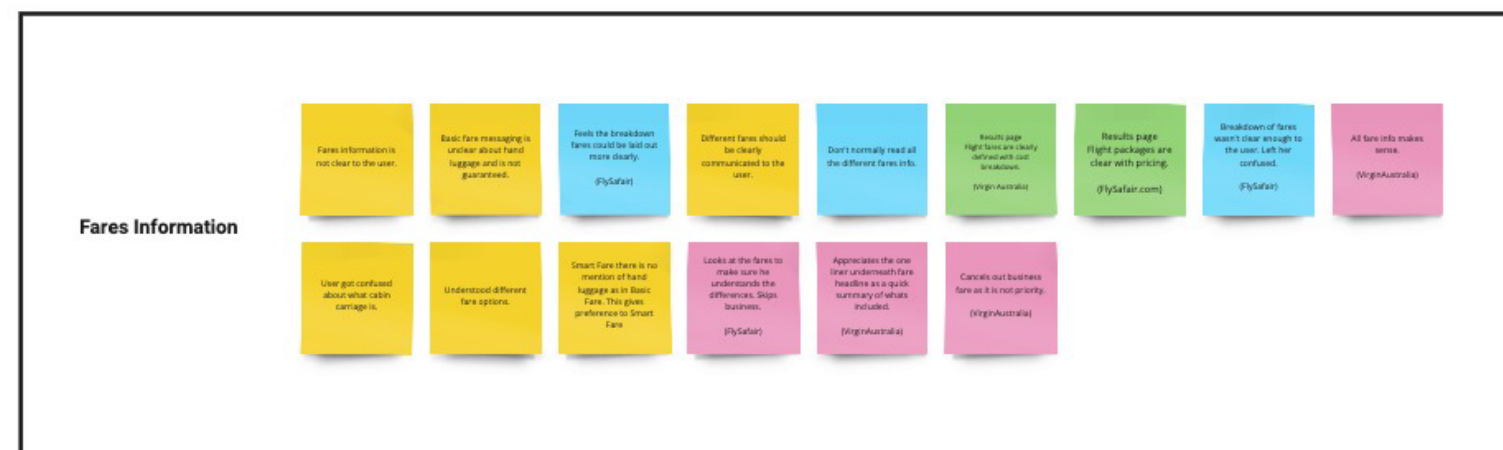 Fares information is
not clear to the user.
Basic fare messaging is
unclear about hand
luggage and is not
guaranteed.
Feels the breakdown
fares could be laid out
more clearly.
(FlySafair)
Different fares should
be clearly
communicated to the
user.
Don't normally read all
the different fares info.
Results page
Flight fares are clearly
defined with cost
breakdown.
(Virgin Australia)
Results page
Flight packages are
clear with pricing.
(FlySafair.com)
Breakdown of fares
wasn't clear enough to
the user. Left her
confused.
(FlySafair)
All fare info makes
sense.
(VirginAustralia)
Fares Information
User got confused
about what cabin
carriage is.
Understood different
fare options.
Smart Fare there is no
mention of hand
luggage as in Basic
Fare. This gives
preference to Smart
Fare
Looks at the fares to
make sure he
understands the
differences. Skips
business.
(FlySafair)
Appreciates the one
liner underneath fare
headline as a quick
summary of whats
included.
(VirginAustralia)
Cancels out business
fare as it is not priority.
(VirginAustralia)